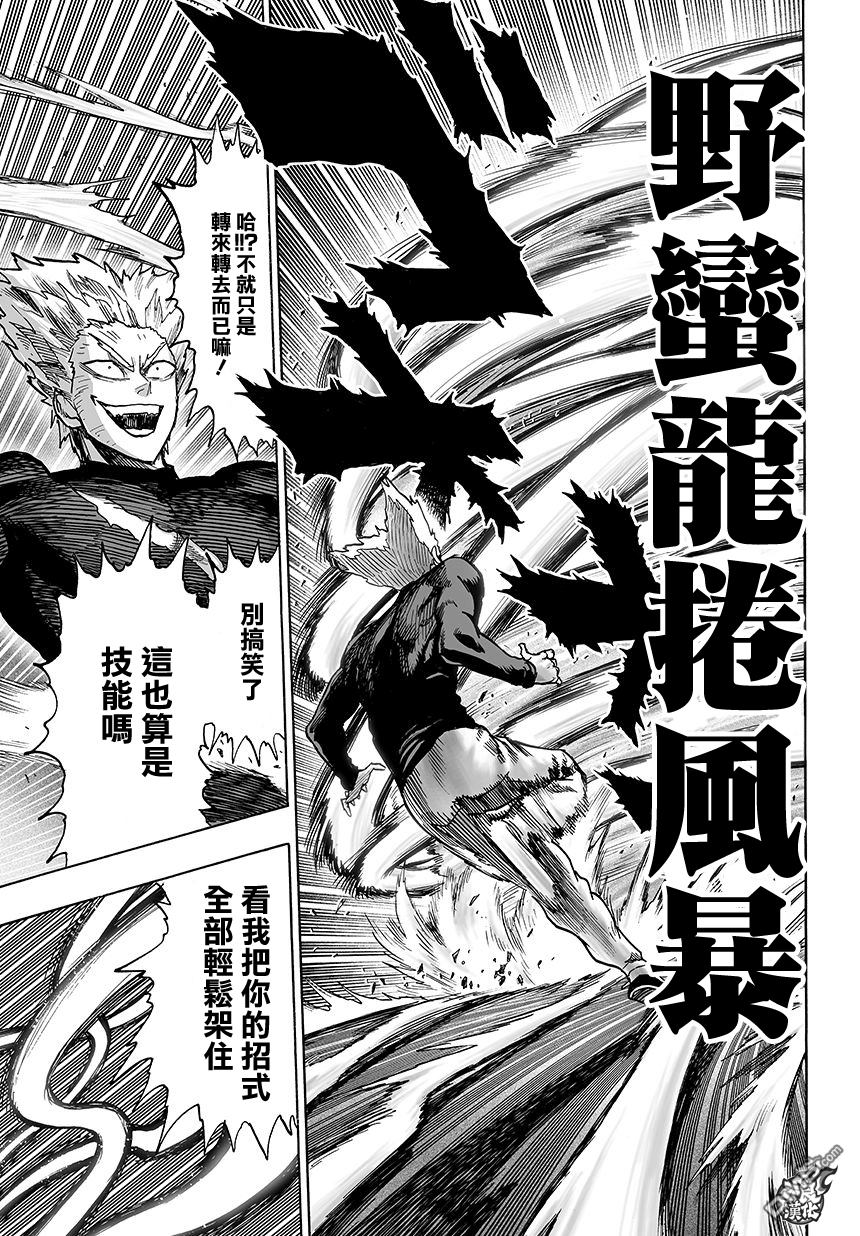 野蠻龍捲風暴
哈!?不就只是
轉來轉去而已嘛!
別搞笑了
這也算是
技能嗎
看我把你的招式
全部輕鬆架住
漢化